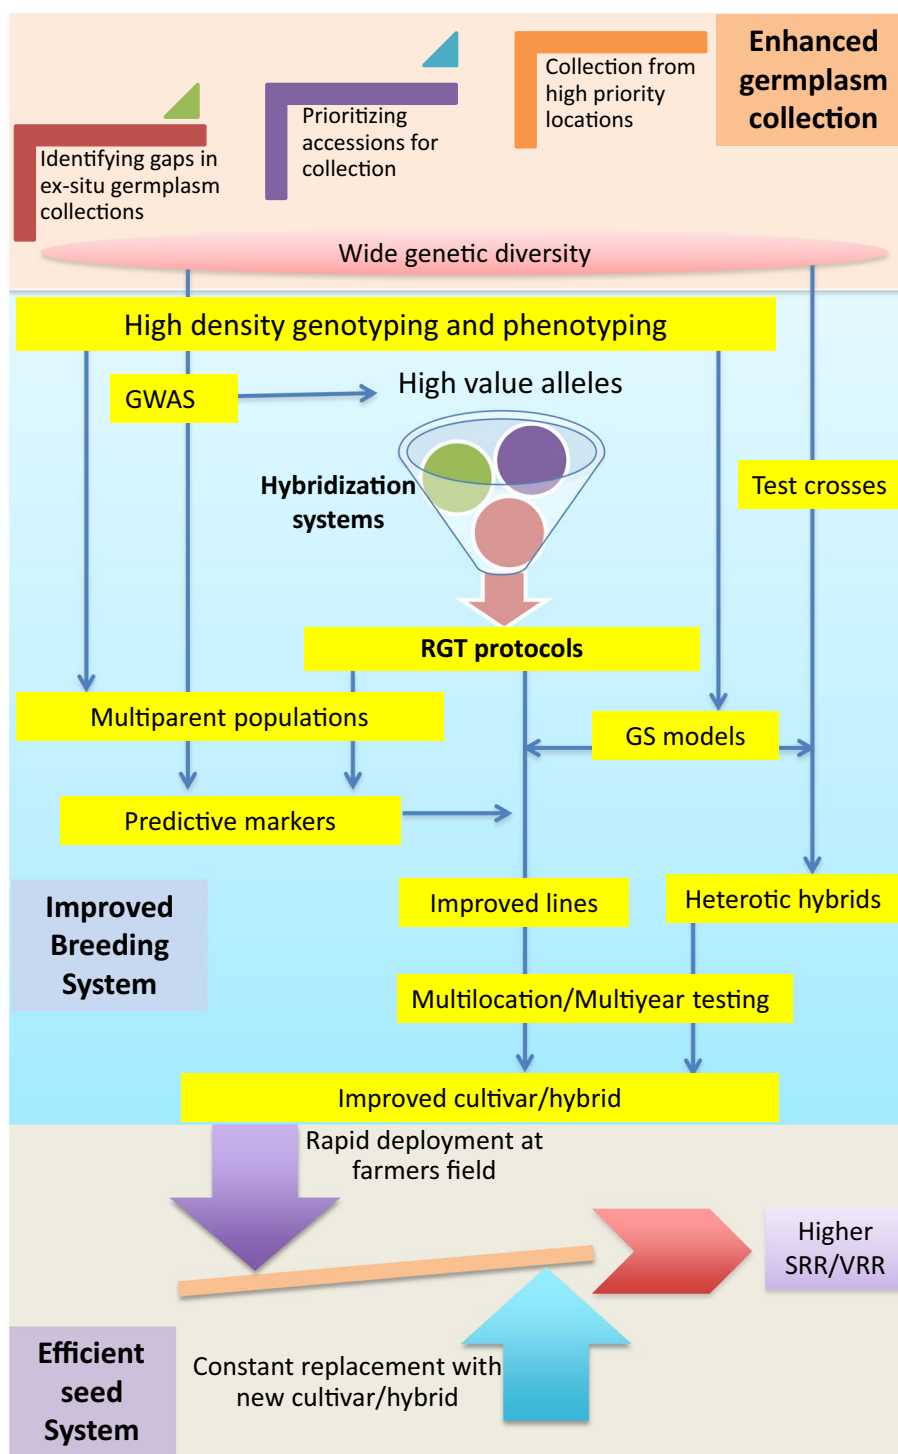 Enhanced
germplasm
collection
Collection from
high priority
locations
Prioritizing
accessions for
collection
Identifying gaps in
ex-situ germplasm
collections
Wide genetic diversity
High density genotyping and phenotyping
GWAS
High value alleles
Hybridization
systems
Test crosses
RGT protocols
Multiparent populations
GS models
Predictive markers
Improved
Breeding
System
Improved lines
Heterotic hybrids
Multilocation/Multiyear testing
Improved cultivar/hybrid
Rapid deployment at
farmers field
Higher
SRR/VRR
Efficient
seed
System
Constant replacement with
new cultivar/hybrid